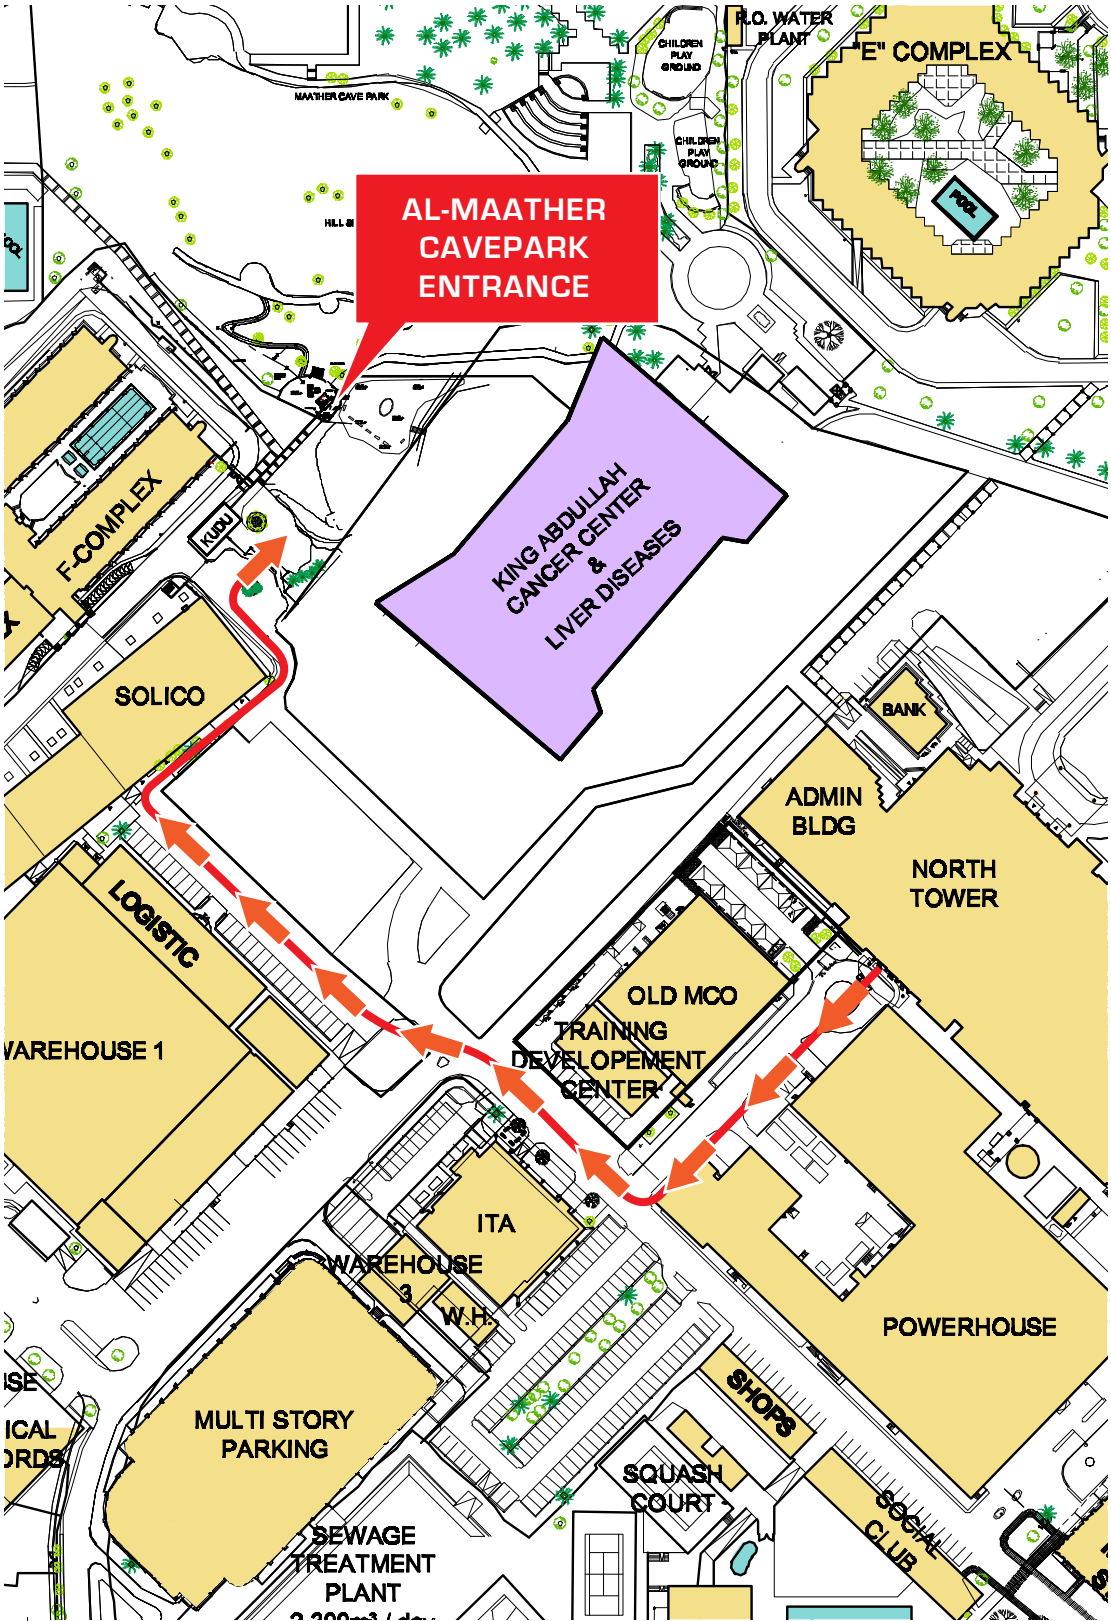 R.O. WATER
PLANT
"E" COMPLEX
CHILDREN
PLAY
GROUND
MAATHER CAVE PARK
CHILDREN
PLAY
GROUND
POOL
AL-MAATHER
CAVEPARK
ENTRANCE
HILL
F-COMPLEX
KUDU
KING ABDULLAH
CANCER CENTER
&
LIVER DISEASES
SOLICO
BANK
ADMIN
BLDG
NORTH
TOWER
LOGISTIC
OLD MCO
TRAINING
DEVELOPEMENT
CENTER
WAREHOUSE 1
ITA
WAREHOUSE
3
W.H.
POWERHOUSE
SHOPS
MULTI STORY
PARKING
SQUASH
COURT
SOCIAL
CLUB
SEWAGE
TREATMENT
PLANT